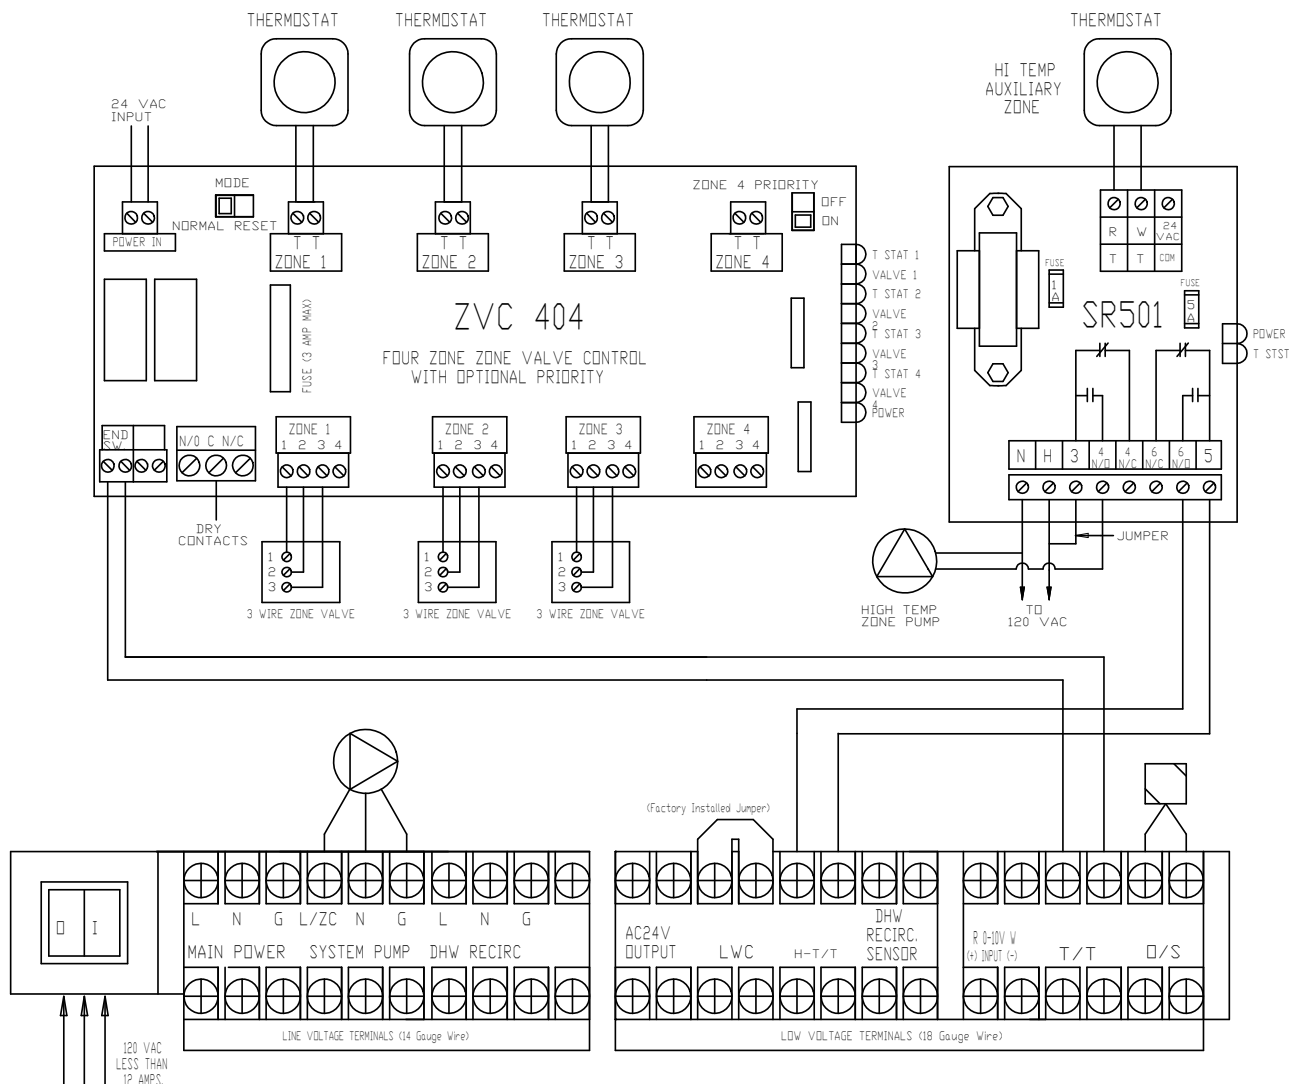 THERMOSTAT THERMOSTAT THERMOSTAT THERMOSTAT
HI TEMP
AUXILIARY
ZONE
24 VAC
INPUT
MODE
NORMAL RESET
POWER IN
T T
ZONE 1
T T
ZONE 2
T T
ZONE 3
ZONE 4 PRIORITY
OFF
ON
T T
ZONE 4
FUSE (3 AMP MAX)
ZVC 404
FOUR ZONE ZONE VALVE CONTROL
WITH OPTIONAL PRIORITY
T STAT 1
VALVE 1
T STAT 2
VALVE
2
T STAT 3
VALVE
3
T STAT 4
VALVE
4
POWER
END
SW
N/O C N/C
ZONE 1
1 2 3 4
ZONE 2
1 2 3 4
ZONE 3
1 2 3 4
ZONE 4
1 2 3 4
DRY
CONTACTS
1
2
3
3 WIRE ZONE VALVE
1
2
3
3 WIRE ZONE VALVE
1
2
3
3 WIRE ZONE VALVE
R W 24
VAC
T T COM
FUSE
1
A
FUSE
5
A
SR501
POWER
T STST
N H 3 4
N/O 4
N/C 6
N/C 6
N/O 5
JUMPER
HIGH TEMP
ZONE PUMP
TO
120 VAC
(Factory Installed Jumper)
O I
L N G L/ZC N G L N G
MAIN POWER SYSTEM PUMP DHW RECIRC
LINE VOLTAGE TERMINALS (14 Gauge Wire)
120 VAC
LESS THAN
12 AMPS.
AC24V
OUTPUT
LWC
H-T/T
DHW
RECIRC.
SENSOR
R 0-10V W
(+) INPUT (-)
T/T
O/S
LOW VOLTAGE TERMINALS (18 Gauge Wire)